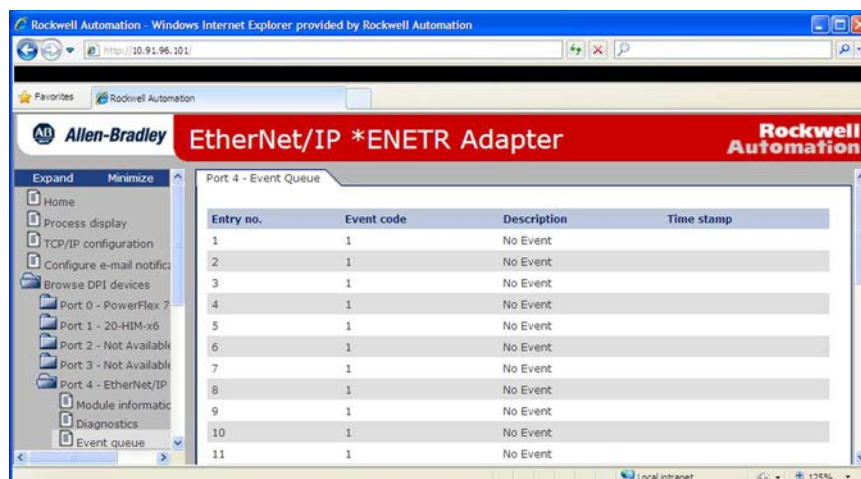 Rockwell Automation - Windows Internet Explorer provided by Rockwell Automation
http://10.91.96.101/
Favorites
Rockwell Automation
AB Allen-Bradley
EtherNet/IP *ENETR Adapter
Rockwell
Automation
Expand Minimize
Home
Process display
TCP/IP configuration
Configure e-mail notifica
Browse DPI devices
Port 0 - PowerFlex 7
Port 1 - 20-HIM-x6
Port 2 - Not Available
Port 3 - Not Available
Port 4 - EtherNet/IP
Module informatio
Diagnostics
Event queue
Port 4 - Event Queue
Entry no. Event code Description Time stamp
1 1 No Event
2 1 No Event
3 1 No Event
4 1 No Event
5 1 No Event
6 1 No Event
7 1 No Event
8 1 No Event
9 1 No Event
10 1 No Event
11 1 No Event
Local intranet 125%